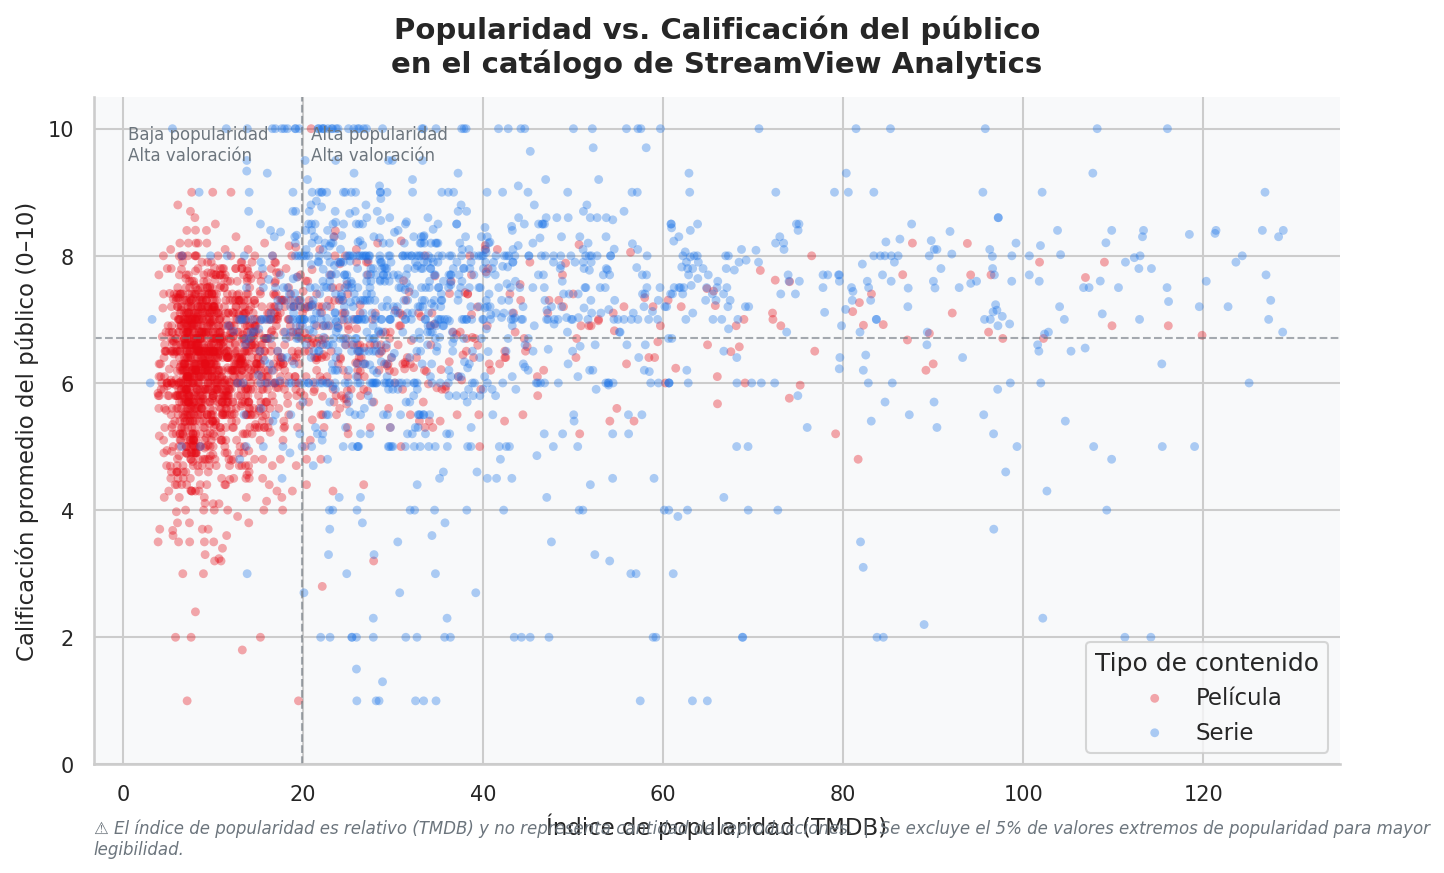 Popularidad vs. Calificación del público
en el catálogo de StreamView Analytics
Calificación promedio del público (0–10)
10
8
6
4
2
0
Baja popularidad
Alta valoración
Alta popularidad
Alta valoración
Tipo de contenido
Película
Serie
0 20 40 60 80 100 120
Índice de popularidad (TMDB)
⚠ El índice de popularidad es relativo (TMDB) y no representa cantidad de reproducciones. | Se excluye el 5% de valores extremos de popularidad para mayor
legibilidad.